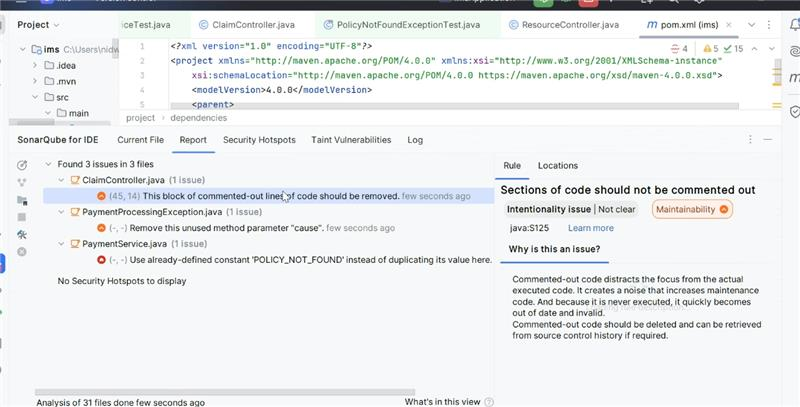 Project
iceTest.java
ClaimController.java
PolicyNotFoundExceptionTest.java
ResourceController.java
pom.xml (ims)
ims C:\Users\nidw
.idea
.mvn
src
main
1 <?xml version="1.0" encoding="UTF-8"?>
2 <project xmlns="http://maven.apache.org/POM/4.0.0" xmlns:xsi="http://www.w3.org/2001/XMLSchema-instance"
3 xsi:schemaLocation="http://maven.apache.org/POM/4.0.0 https://maven.apache.org/xsd/maven-4.0.0.xsd">
4 <modelVersion>4.0.0</modelVersion>
5 <parent>
4 5 15
project > dependencies
SonarQube for IDE Current File Report Security Hotspots Taint Vulnerabilities Log
Found 3 issues in 3 files
ClaimController.java (1 issue)
(45, 14) This block of commented-out lines of code should be removed. few seconds ago
PaymentProcessingException.java (1 issue)
(-, -) Remove this unused method parameter "cause". few seconds ago
PaymentService.java (1 issue)
(-, -) Use already-defined constant 'POLICY_NOT_FOUND' instead of duplicating its value here.
No Security Hotspots to display
Analysis of 31 files done few seconds ago
What's in this view
Rule Locations
Sections of code should not be commented out
Intentionality issue | Not clear Maintainability
java:S125 Learn more
Why is this an issue?
Commented-out code distracts the focus from the actual
executed code. It creates a noise that increases maintenance
code. And because it is never executed, it quickly becomes
out of date and invalid.
Commented-out code should be deleted and can be retrieved
from source control history if required.